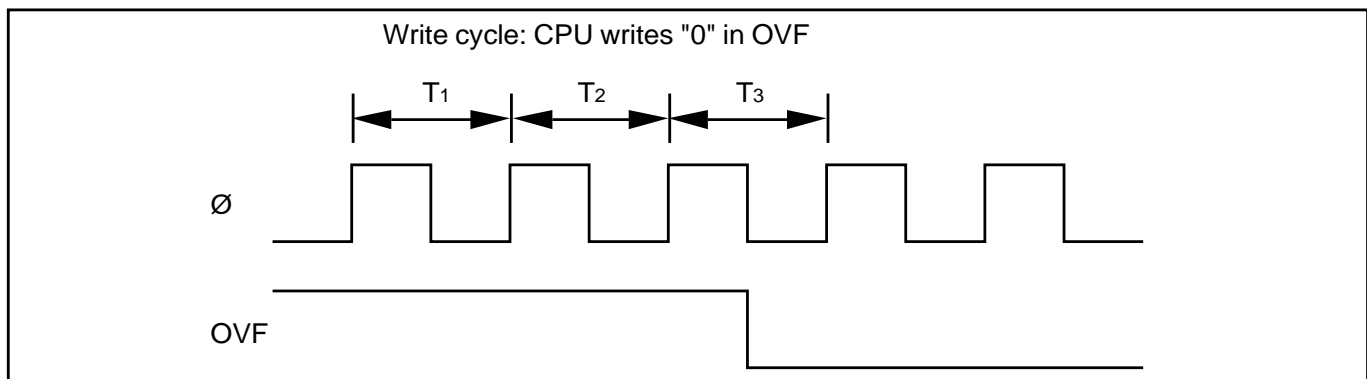 Write cycle: CPU writes "0" in OVF
T1 T2 T3
Ø
OVF